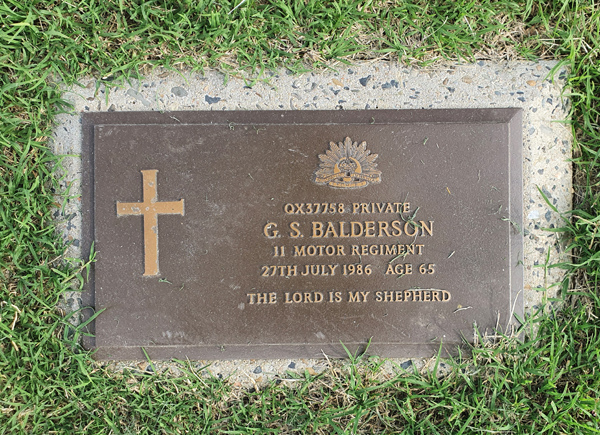 QX37758 PRIVATE
G. S. BALDERSON
11 MOTOR REGIMENT
27TH JULY 1986 AGE 65
THE LORD IS MY SHEPHERD